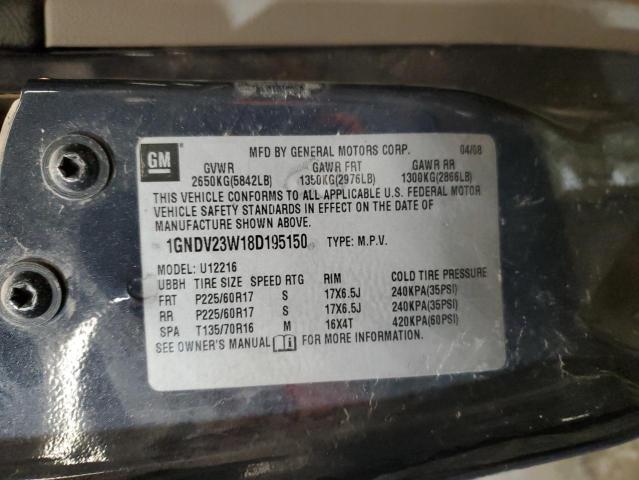 GM
MFD BY GENERAL MOTORS CORP. 04/08
GVWR GAWR FRT GAWR RR
2650KG(5842LB) 1350KG(2976LB) 1300KG(2866LB)
THIS VEHICLE CONFORMS TO ALL APPLICABLE U.S. FEDERAL MOTOR
VEHICLE SAFETY STANDARDS IN EFFECT ON THE DATE OF
MANUFACTURE SHOWN ABOVE.
1GNDV23W18D195150 TYPE: M.P.V.
MODEL: U12216
UBBH TIRE SIZE SPEED RTG RIM COLD TIRE PRESSURE
FRT P225/60R17 S 17X6.5J 240KPA(35PSI)
RR P225/60R17 S 17X6.5J 240KPA(35PSI)
SPA T135/70R16 M 16X4T 420KPA(60PSI)
SEE OWNER'S MANUAL i FOR MORE INFORMATION.